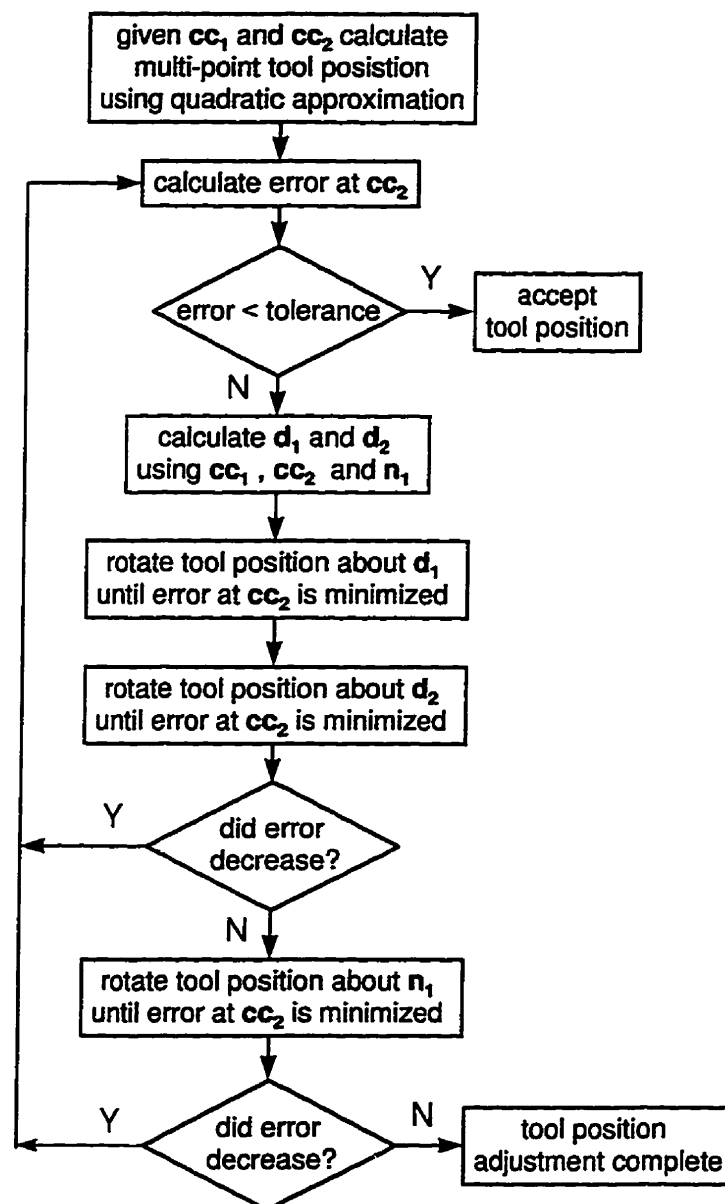 given cc₁ and cc₂ calculate
multi-point tool posistion
using quadratic approximation
calculate error at cc₂
error < tolerance
Y
accept
tool position
N
calculate d₁ and d₂
using cc₁ , cc₂ and n₁
rotate tool position about d₁
until error at cc₂ is minimized
rotate tool position about d₂
until error at cc₂ is minimized
Y
did error
decrease?
N
rotate tool position about n₁
until error at cc₂ is minimized
Y
did error
decrease?
N
tool position
adjustment complete